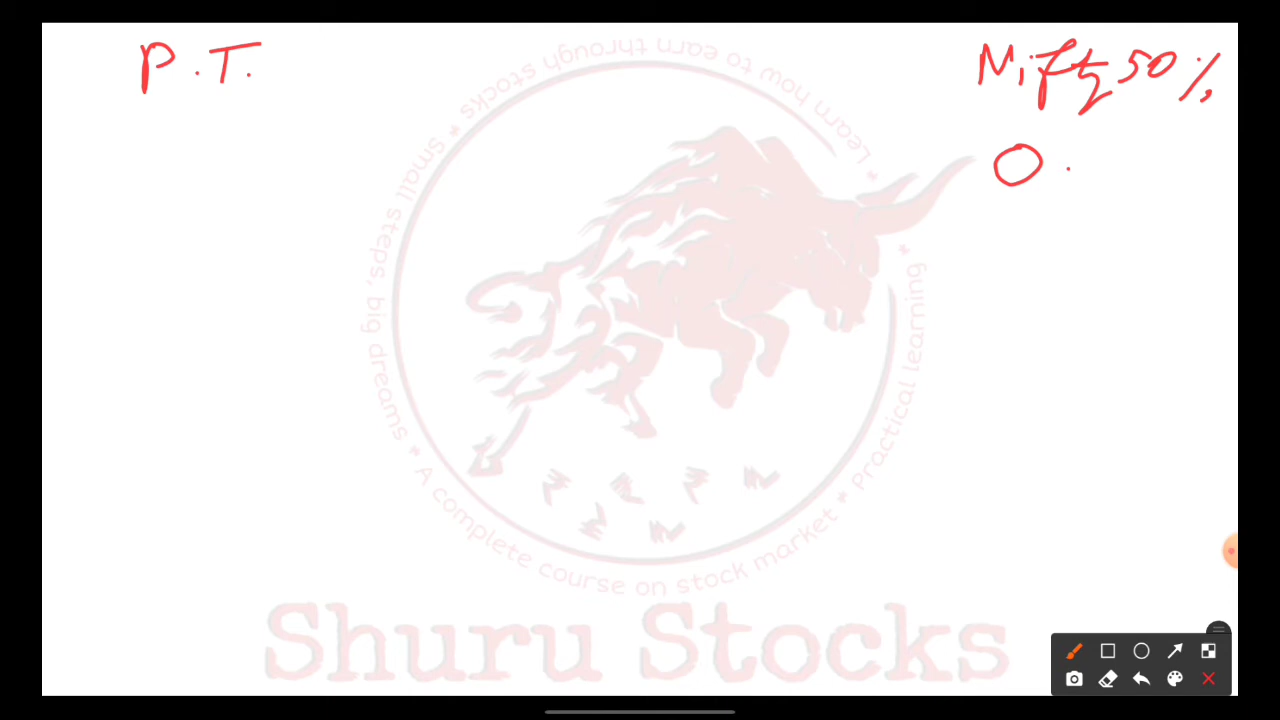 P.T.
Nifty 50 %
0.
Learn how to earn through stocks * Small steps, big dreams * A complete course on stock market * Practical learning *
₹ ₹ ₹
Shuru Stocks